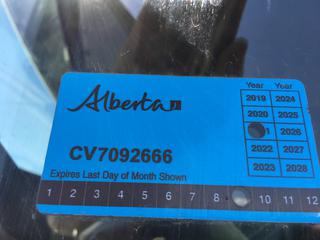 Year Year
Alberta
2019 2024
2020 2025
1 2026
CV7092666
2022 2027
2023 2028
Expires Last Day of Month Shown
1 2 3 4 5 6 7 8 10 11 12